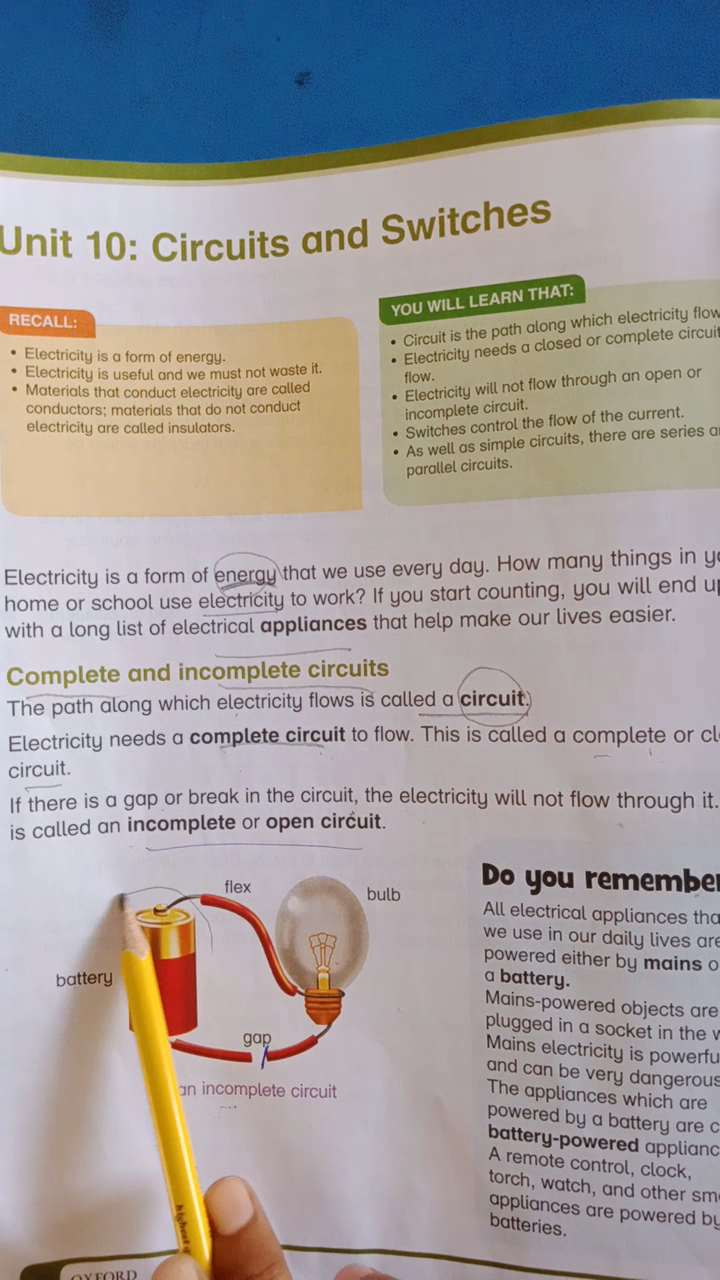 Unit 10: Circuits and Switches
RECALL:
• Electricity is a form of energy.
• Electricity is useful and we must not waste it.
• Materials that conduct electricity are called
conductors; materials that do not conduct
electricity are called insulators.
YOU WILL LEARN THAT:
• Circuit is the path along which electricity flow
• Electricity needs a closed or complete circuit
flow.
• Electricity will not flow through an open or
incomplete circuit.
• Switches control the flow of the current.
• As well as simple circuits, there are series a
parallel circuits.
Electricity is a form of energy that we use every day. How many things in yo
home or school use electricity to work? If you start counting, you will end up
with a long list of electrical appliances that help make our lives easier.
Complete and incomplete circuits
The path along which electricity flows is called a circuit.
Electricity needs a complete circuit to flow. This is called a complete or cl
circuit.
If there is a gap or break in the circuit, the electricity will not flow through it.
is called an incomplete or open circuit.
flex
bulb
battery
gap
an incomplete circuit
Do you remember
All electrical appliances tha
we use in our daily lives are
powered either by mains o
a battery.
Mains-powered objects are
plugged in a socket in the w
Mains electricity is powerfu
and can be very dangerous
The appliances which are
powered by a battery are c
battery-powered applianc
A remote control, clock,
torch, watch, and other sm
appliances are powered by
batteries.
OXFORD